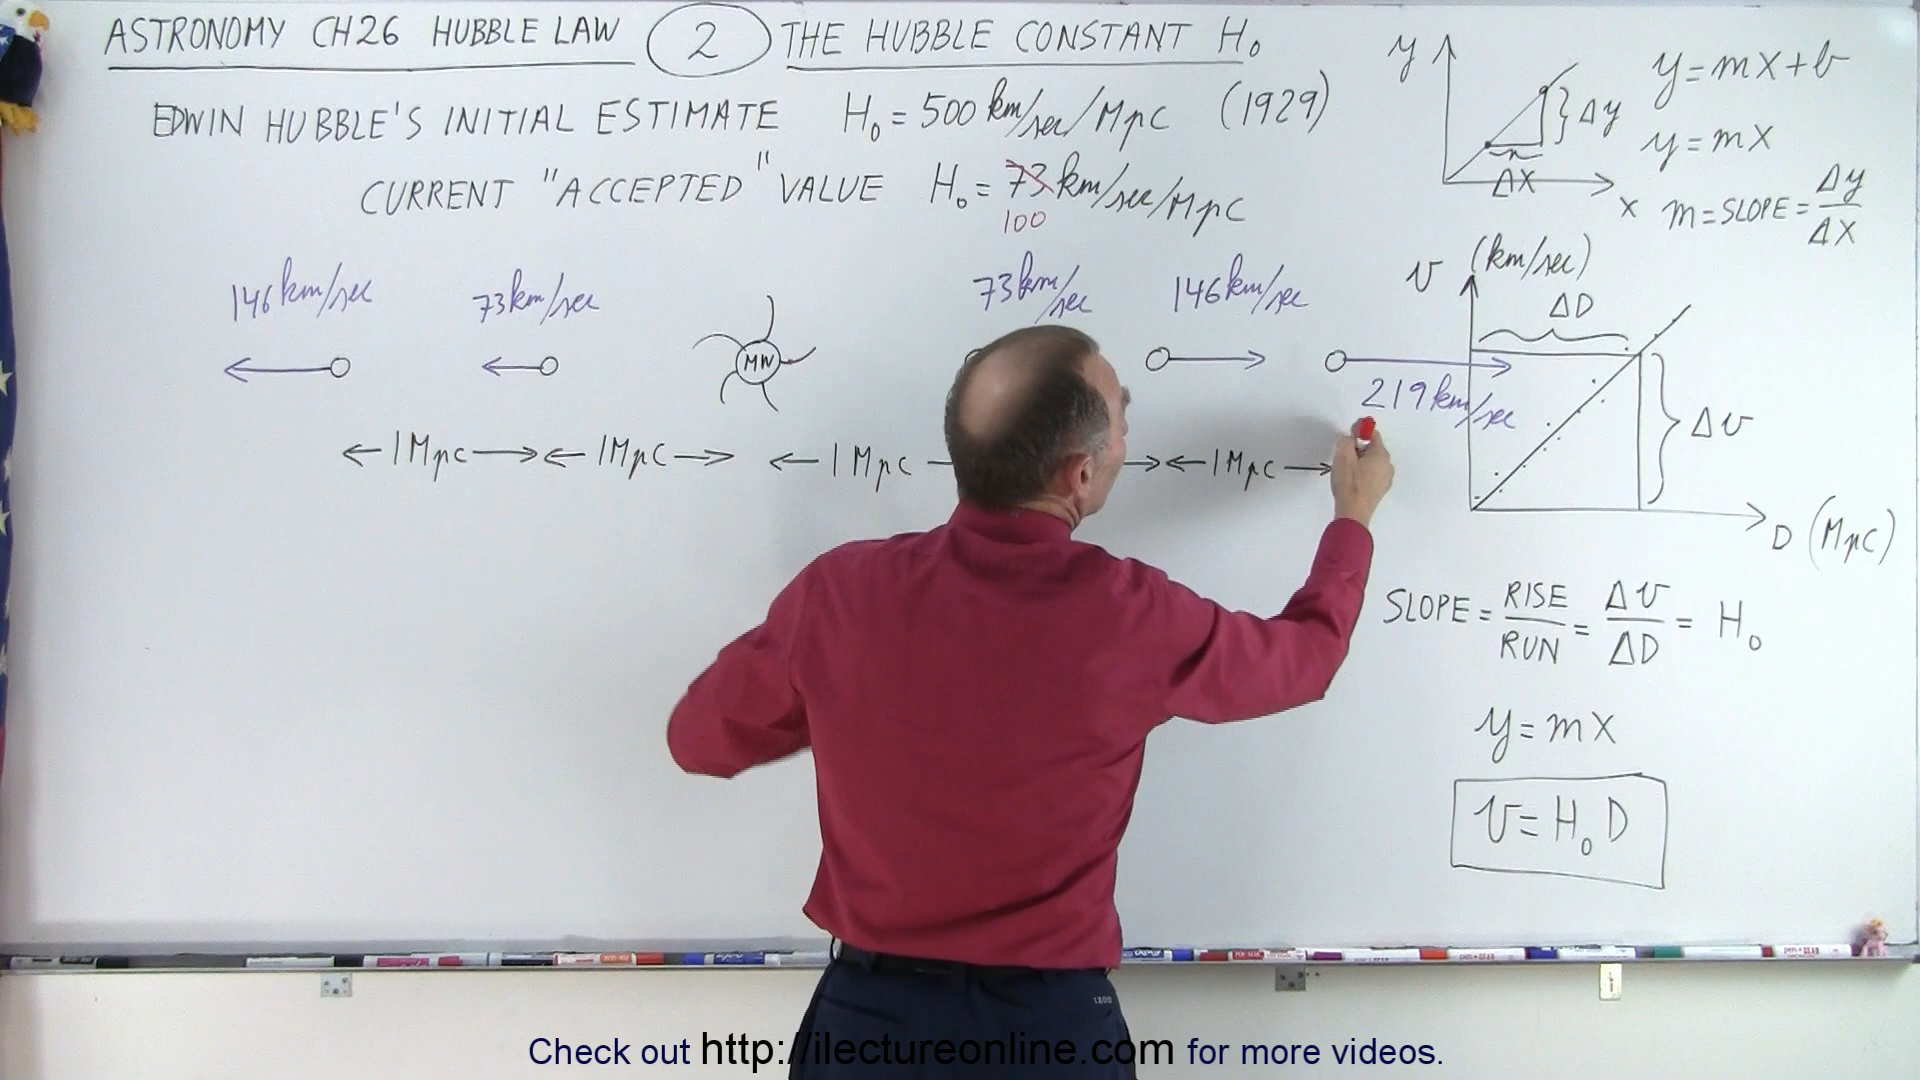 ASTRONOMY CH26 HUBBLE LAW 2 THE HUBBLE CONSTANT H₀
EDWIN HUBBLE'S INITIAL ESTIMATE H₀ = 500 km/sec/Mpc (1929)
CURRENT "ACCEPTED" VALUE H₀ = 73 km/sec/Mpc
100
146 km/sec 73 km/sec 73 km/sec 146 km/sec
MW
219 km/sec
1 Mpc 1 Mpc 1 Mpc 1 Mpc
y
y = mx + b
Δy
y = mx
Δx
x
m = SLOPE = Δy/Δx
v (km/sec)
ΔD
Δv
D (Mpc)
SLOPE = RISE/RUN = Δv/ΔD = H₀
y = mx
v = H₀ D
Check out http://ilectureonline.com for more videos.